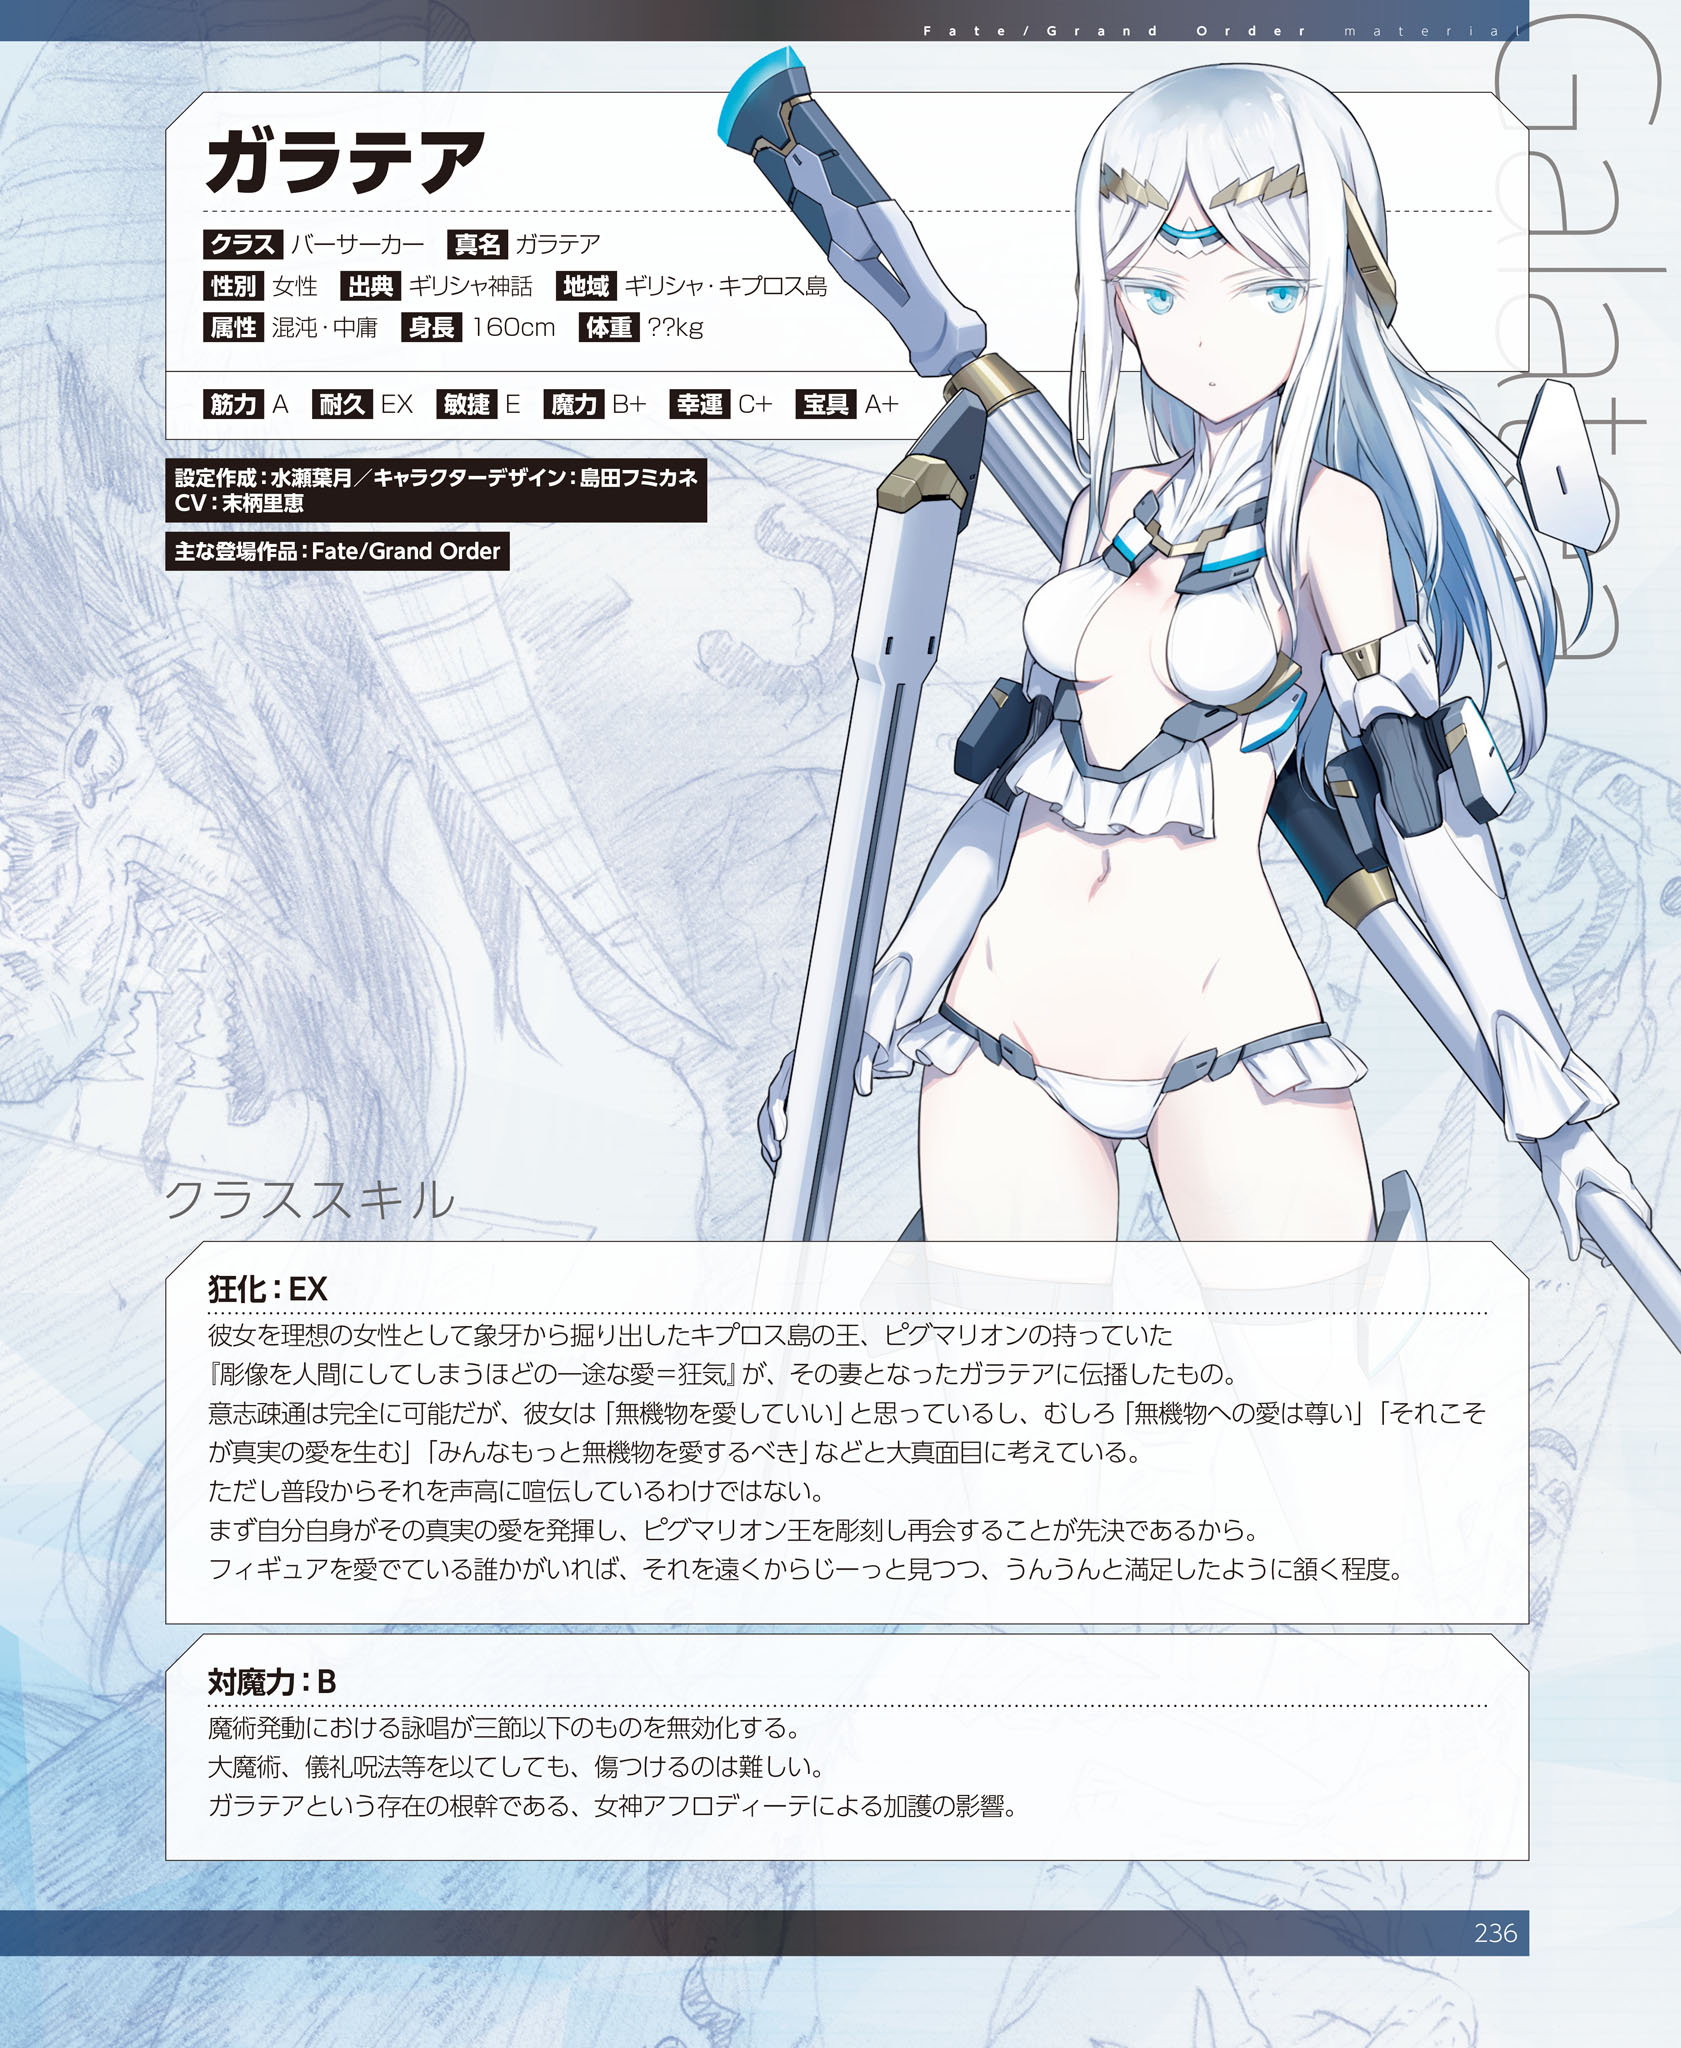 Fate/Grand Order material
Galatea
ガラテア
クラス バーサーカー 真名 ガラテア
性別 女性 出典 ギリシャ神話 地域 ギリシャ・キプロス島
属性 混沌・中庸 身長 160cm 体重 ??kg
筋力 A 耐久 EX 敏捷 E 魔力 B+ 幸運 C+ 宝具 A+
設定作成：水瀬葉月／キャラクターデザイン：島田フミカネ
CV：末柄里恵
主な登場作品：Fate/Grand Order
クラススキル
狂化：EX
彼女を理想の女性として象牙から掘り出したキプロス島の王、ピグマリオンの持っていた
『彫像を人間にしてしまうほどの一途な愛＝狂気』が、その妻となったガラテアに伝播したもの。
意志疎通は完全に可能だが、彼女は「無機物を愛していい」と思っているし、むしろ「無機物への愛は尊い」「それこそ
が真実の愛を生む」「みんなもっと無機物を愛するべき」などと大真面目に考えている。
ただし普段からそれを声高に喧伝しているわけではない。
まず自分自身がその真実の愛を発揮し、ピグマリオン王を彫刻し再会することが先決であるから。
フィギュアを愛でている誰かがいれば、それを遠くからじーっと見つつ、うんうんと満足したように頷く程度。
対魔力：B
魔術発動における詠唱が三節以下のものを無効化する。
大魔術、儀礼呪法等を以てしても、傷つけるのは難しい。
ガラテアという存在の根幹である、女神アフロディーテによる加護の影響。
236